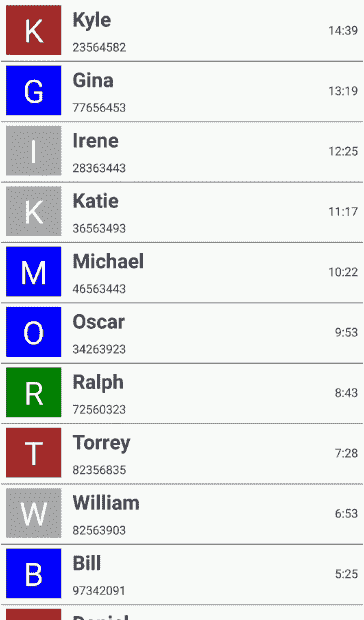 K Kyle 14:39
23564582
G Gina 13:19
77656453
I Irene 12:25
28363443
K Katie 11:17
36563493
M Michael 10:22
46563443
O Oscar 9:53
34263923
R Ralph 8:43
72560323
T Torrey 7:28
82356835
W William 6:53
82563903
B Bill 5:25
97342091